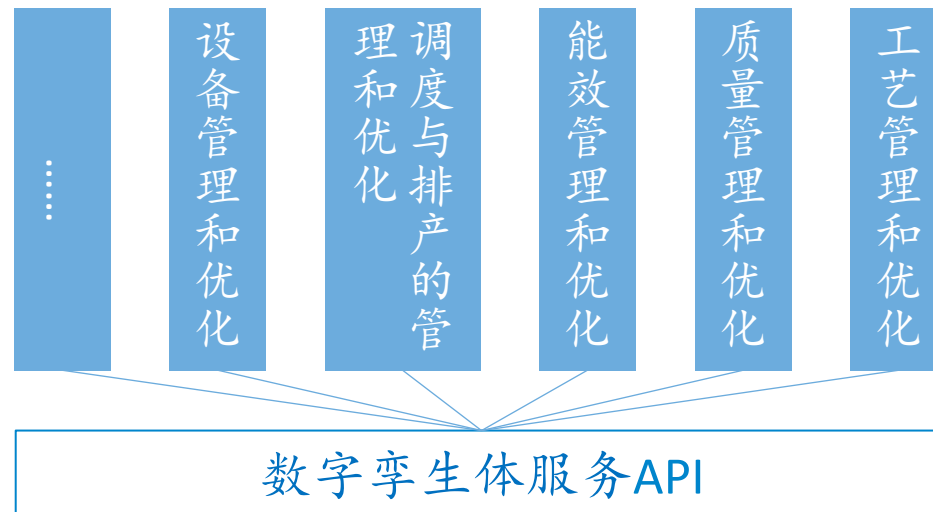 ……
设备管理和优化
调度与排产的管
理和优化
能效管理和优化
质量管理和优化
工艺管理和优化
数字孪生体服务API